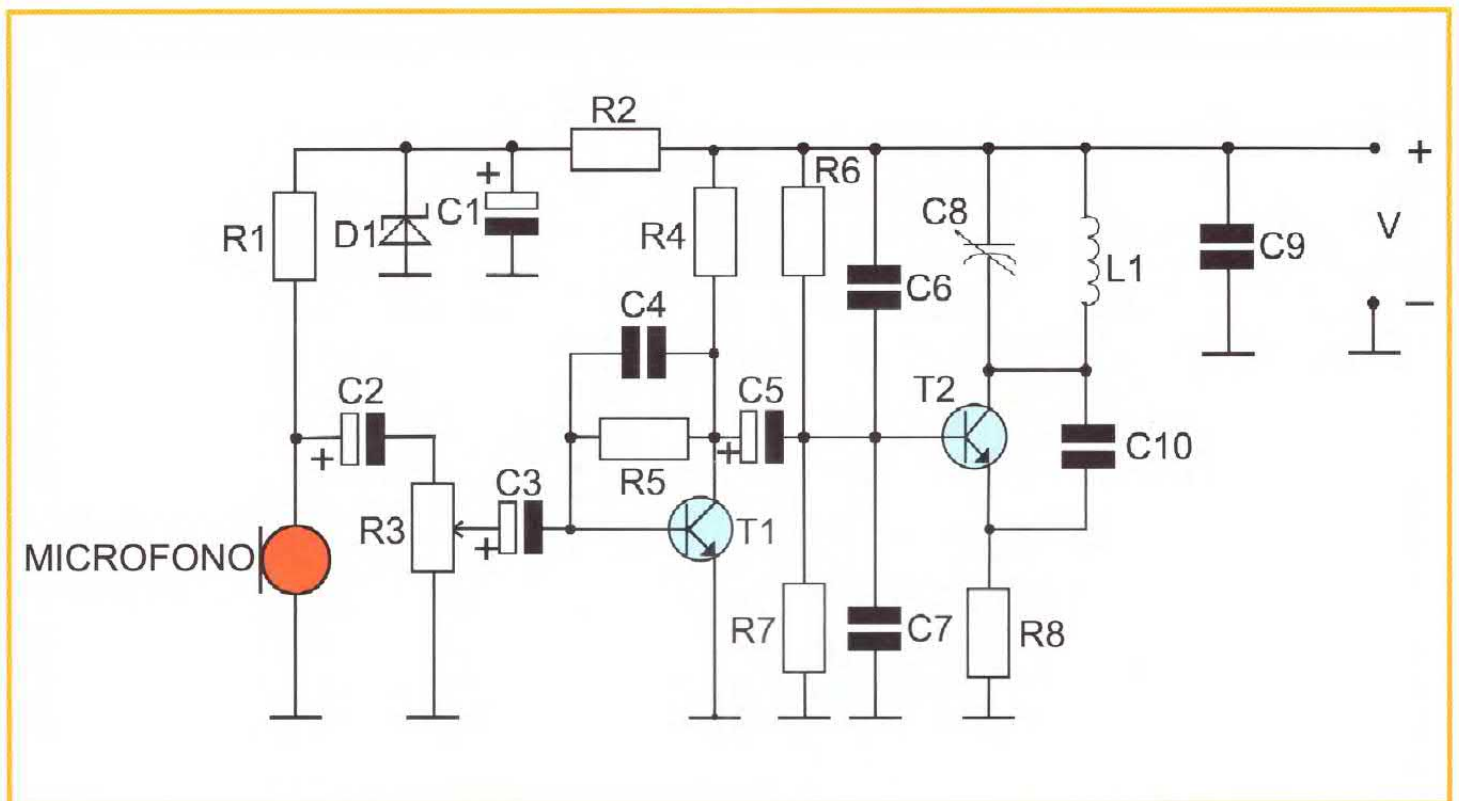 R2
+
+
R6
R1
D1
C1
R4
C8
V
C9
L1
C6
C4
−
C2
C5
T2
+
+
C10
R5
C3
R3
+
T1
MICROFONO
R7
C7
R8